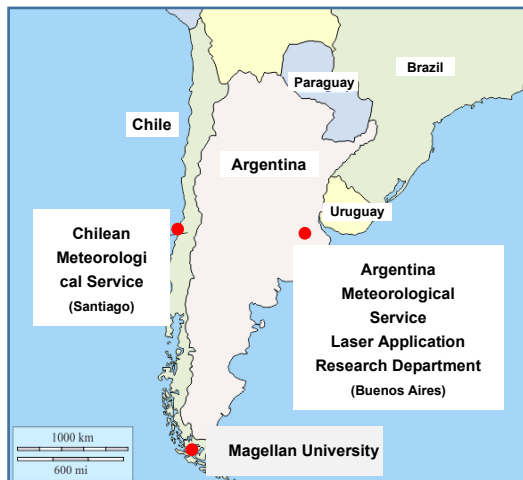 Brazil
Paraguay
Chile
Argentina
Uruguay
Chilean
Meteorologi
cal Service
(Santiago)
Argentina
Meteorological
Service
Laser Application
Research Department
(Buenos Aires)
Magellan University
1000 km
600 mi